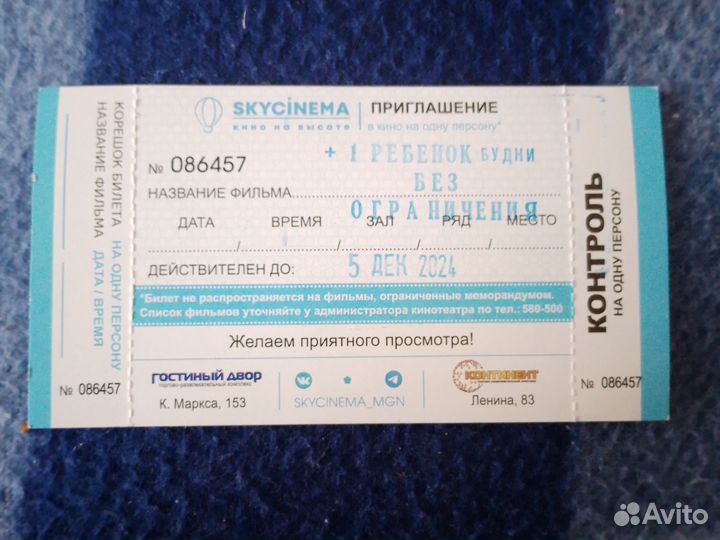 КОРЕШОК БИЛЕТА НА ОДНУ ПЕРСОНУ
НАЗВАНИЕ ФИЛЬМА ДАТА / ВРЕМЯ
№ 086457
SKYCINEMA
КИНО НА ВЫСОТЕ
ПРИГЛАШЕНИЕ
в кино на одну персону*
№ 086457
+ 1 РЕБЕНОК БУДНИ
БЕЗ
ОГРАНИЧЕНИЯ
НАЗВАНИЕ ФИЛЬМА
ДАТА ВРЕМЯ ЗАЛ РЯД МЕСТО
/ / / /
ДЕЙСТВИТЕЛЕН ДО: 5 ДЕК 2024
*Билет не распространяется на фильмы, ограниченные меморандумом.
Список фильмов уточняйте у администратора кинотеатра по тел.: 580-500
Желаем приятного просмотра!
ГОСТИНЫЙ ДВОР
торгово-развлекательный комплекс
К. Маркса, 153
SKYCINEMA_MGN
КОНТИНЕНТ
Ленина, 83
КОНТРОЛЬ
НА ОДНУ ПЕРСОНУ
№ 086457
Avito